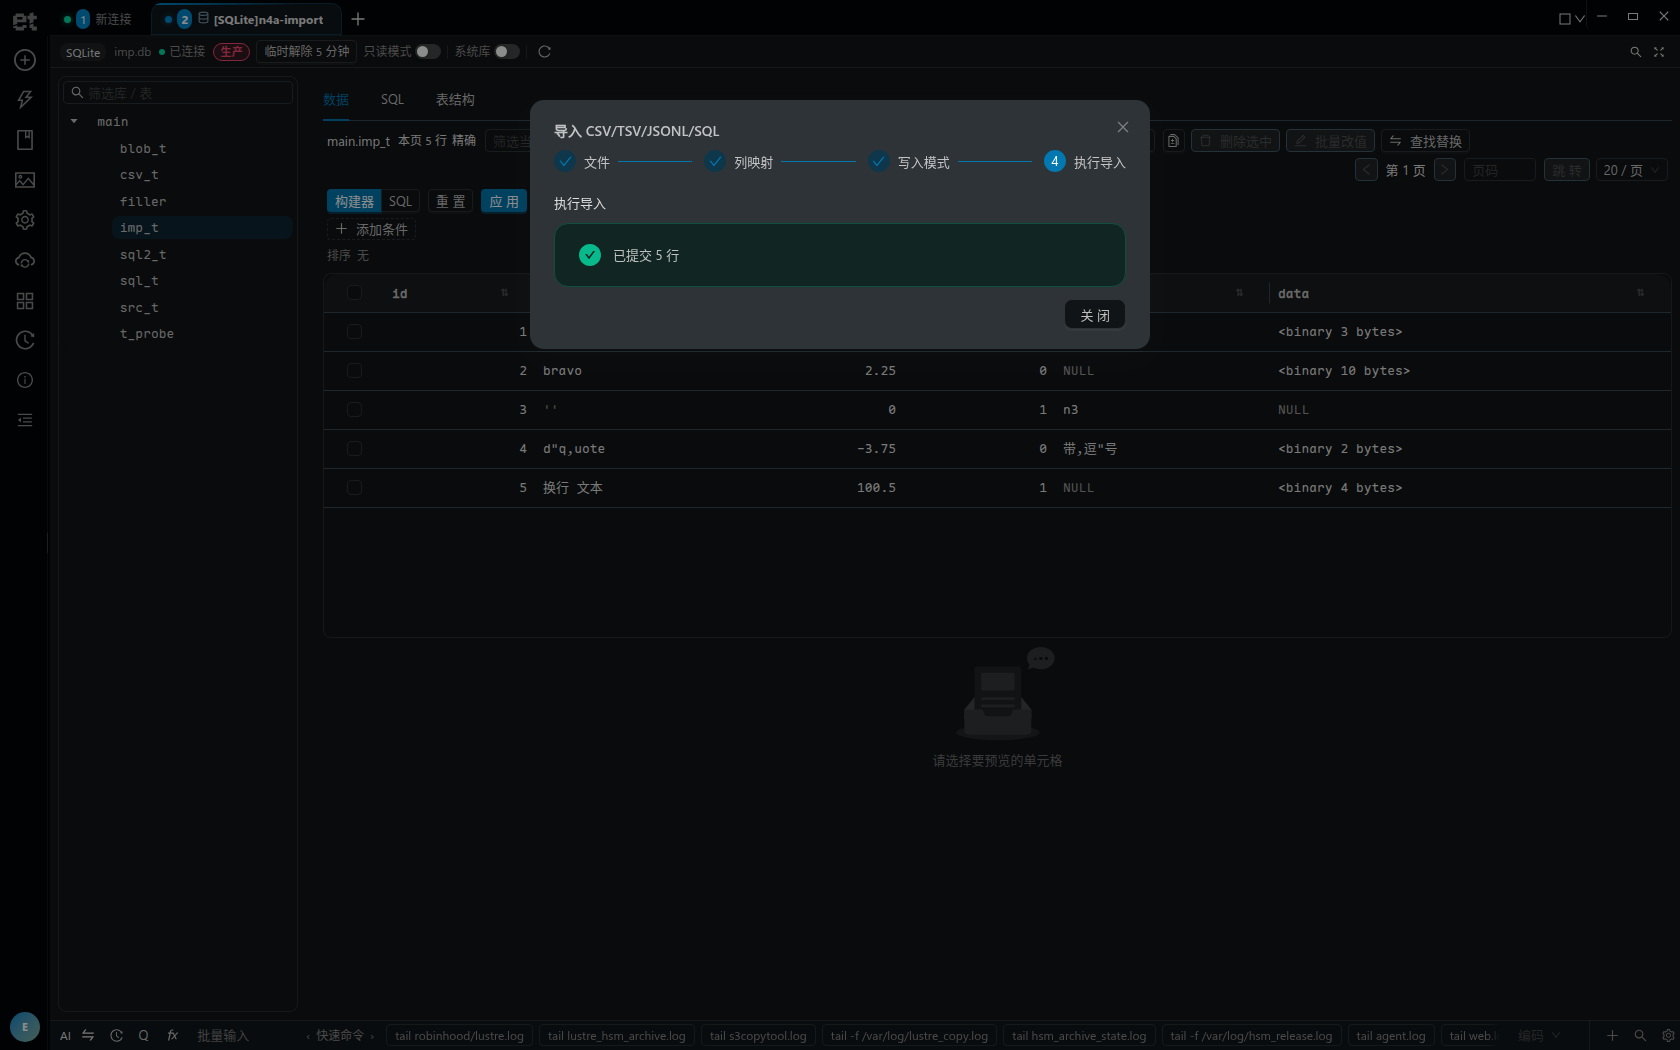 et
1 新连接
2 [SQLite]n4a-import
SQLite imp.db 已连接 生产 临时解除 5 分钟 只读模式 系统库
筛选库 / 表
main
blob_t
csv_t
filler
imp_t
sql2_t
sql_t
src_t
t_probe
数据 SQL 表结构
main.imp_t 本页 5 行 精确 筛选当
删除选中 批量改值 查找替换
第 1 页 页码 跳 转 20 / 页
构建器 SQL 重 置 应 用
添加条件
排序 无
导入 CSV/TSV/JSONL/SQL
文件 列映射 写入模式 4 执行导入
执行导入
已提交 5 行
关 闭
id data
1 <binary 3 bytes>
2 bravo 2.25 0 NULL <binary 10 bytes>
3 '' 0 1 n3 NULL
4 d"q,uote -3.75 0 带,逗"号 <binary 2 bytes>
5 换行 文本 100.5 1 NULL <binary 4 bytes>
请选择要预览的单元格
E
AI Q fx 批量输入 ‹ 快速命令 › tail robinhood/lustre.log tail lustre_hsm_archive.log tail s3copytool.log tail -f /var/log/lustre_copy.log tail hsm_archive_state.log tail -f /var/log/hsm_release.log tail agent.log tail web. 编码